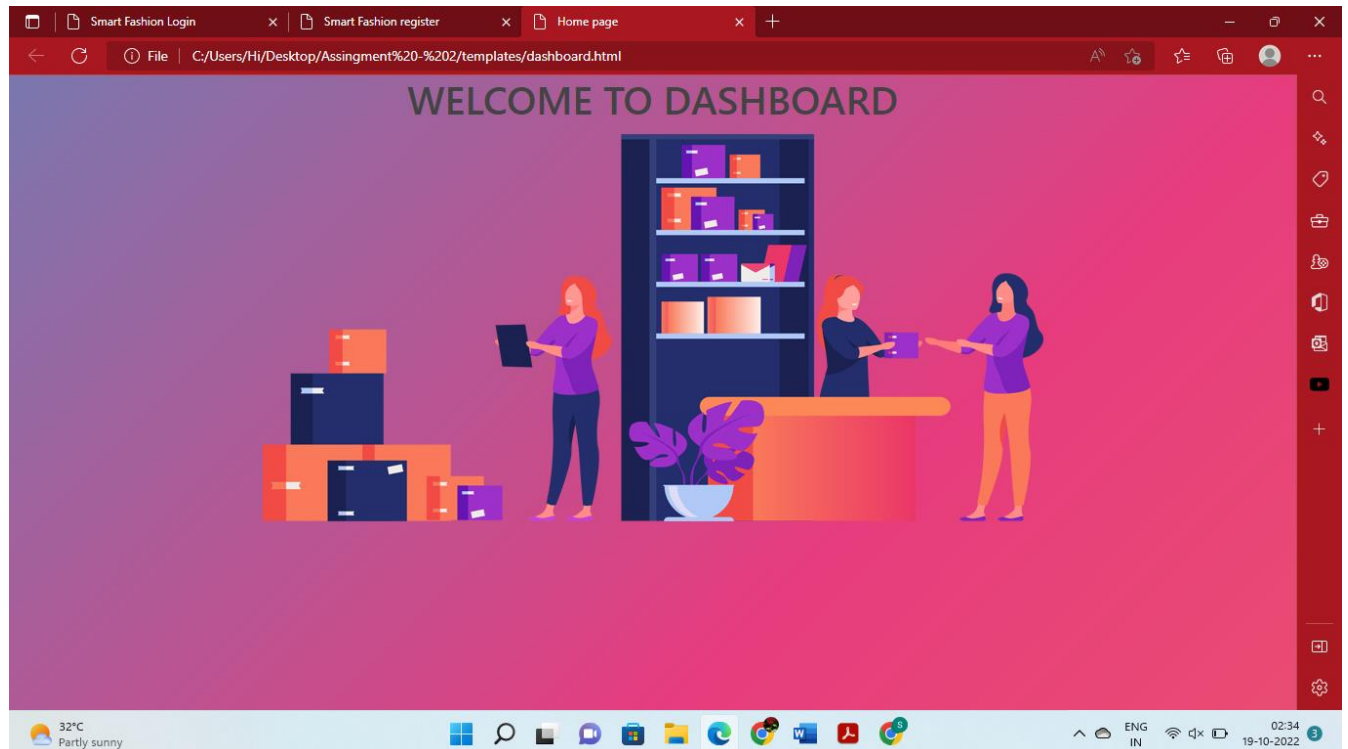 Smart Fashion Login
Smart Fashion register
Home page
File C:/Users/Hi/Desktop/Assingment%20-%202/templates/dashboard.html
WELCOME TO DASHBOARD
32°C
Partly sunny
ENG
IN
02:34
19-10-2022
3